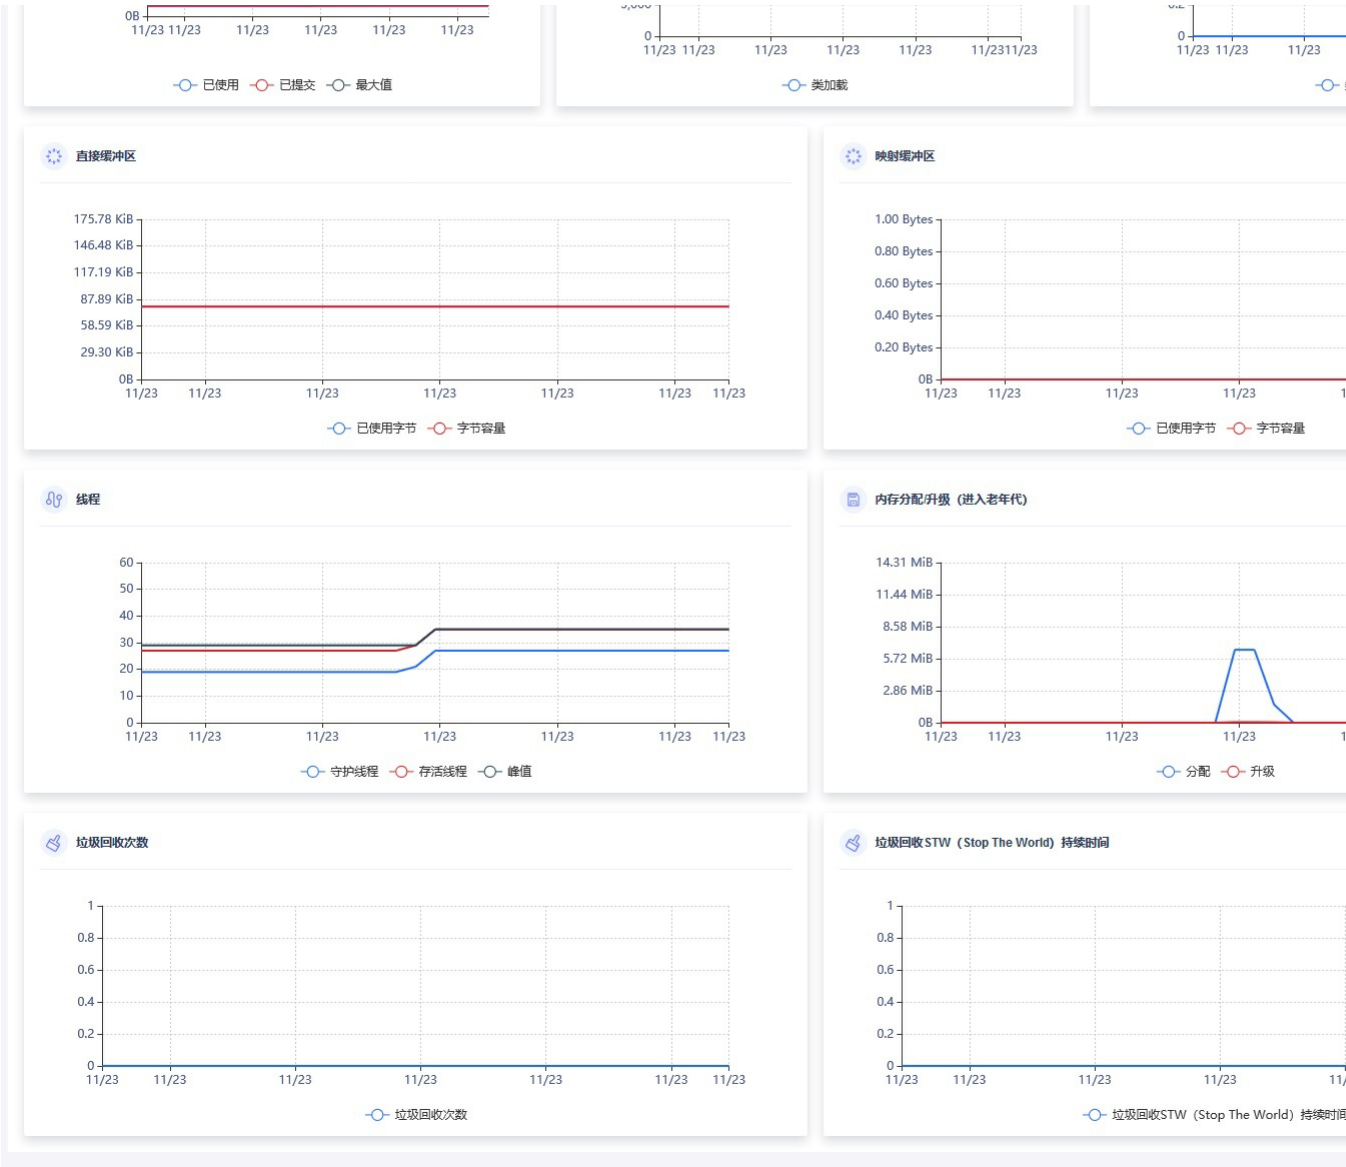 0B
11/23 11/23 11/23 11/23 11/23 11/23
已使用 已提交 最大值
0
11/23 11/23 11/23 11/23 11/23 11/23 11/23
类加载
0.2
0
11/23 11/23 11/23
直接缓冲区
175.78 KiB
146.48 KiB
117.19 KiB
87.89 KiB
58.59 KiB
29.30 KiB
0B
11/23 11/23 11/23 11/23 11/23 11/23 11/23
已使用字节 字节容量
映射缓冲区
1.00 Bytes
0.80 Bytes
0.60 Bytes
0.40 Bytes
0.20 Bytes
0B
11/23 11/23 11/23 11/23 1
已使用字节 字节容量
线程
60
50
40
30
20
10
0
11/23 11/23 11/23 11/23 11/23 11/23 11/23
守护线程 存活线程 峰值
内存分配/升级（进入老年代）
14.31 MiB
11.44 MiB
8.58 MiB
5.72 MiB
2.86 MiB
0B
11/23 11/23 11/23 11/23 1
分配 升级
垃圾回收次数
1
0.8
0.6
0.4
0.2
0
11/23 11/23 11/23 11/23 11/23 11/23 11/23
垃圾回收次数
垃圾回收STW（Stop The World）持续时间
1
0.8
0.6
0.4
0.2
0
11/23 11/23 11/23 11/23 11/
垃圾回收STW（Stop The World）持续时间